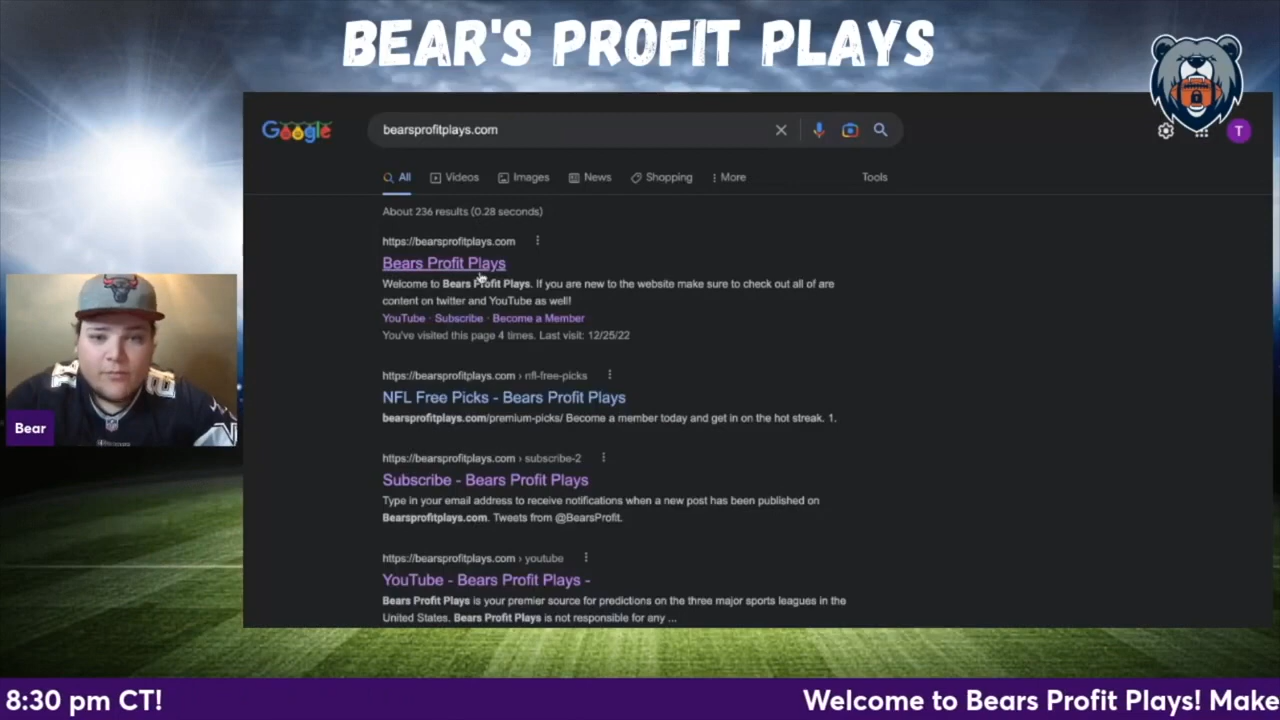 BEAR'S PROFIT PLAYS
Google
bearsprofitplays.com
T
All Videos Images News Shopping More Tools
About 236 results (0.28 seconds)
https://bearsprofitplays.com
Bears Profit Plays
Welcome to Bears Profit Plays. If you are new to the website make sure to check out all of are
content on twitter and YouTube as well!
YouTube · Subscribe · Become a Member
You've visited this page 4 times. Last visit: 12/25/22
https://bearsprofitplays.com › nfl-free-picks
NFL Free Picks - Bears Profit Plays
bearsprofitplays.com/premium-picks/ Become a member today and get in on the hot streak. 1.
https://bearsprofitplays.com › subscribe-2
Subscribe - Bears Profit Plays
Type in your email address to receive notifications when a new post has been published on
Bearsprofitplays.com. Tweets from @BearsProfit.
https://bearsprofitplays.com › youtube
YouTube - Bears Profit Plays -
Bears Profit Plays is your premier source for predictions on the three major sports leagues in the
United States. Bears Profit Plays is not responsible for any ...
Bear
8:30 pm CT!
Welcome to Bears Profit Plays! Make